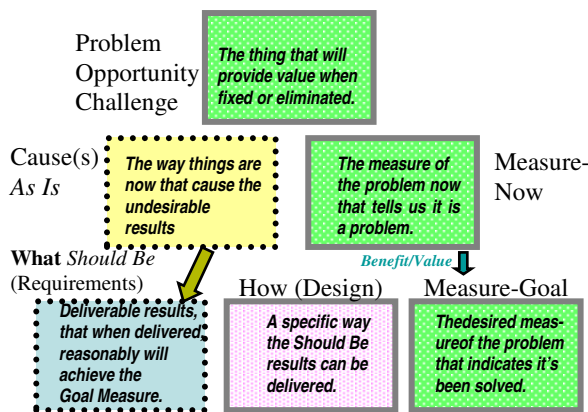 Problem
Opportunity
Challenge
The thing that will
provide value when
fixed or eliminated.
Cause(s)
As Is
The way things are
now that cause the
undesirable
results
The measure of
the problem now
that tells us it is
a problem.
Measure-
Now
What Should Be
(Requirements)
Benefit/Value
How (Design)
Measure-Goal
Deliverable results,
that when delivered,
reasonably will
achieve the
Goal Measure.
A specific way
the Should Be
results can be
delivered.
Thedesired meas-
ureof the problem
that indicates it's
been solved.